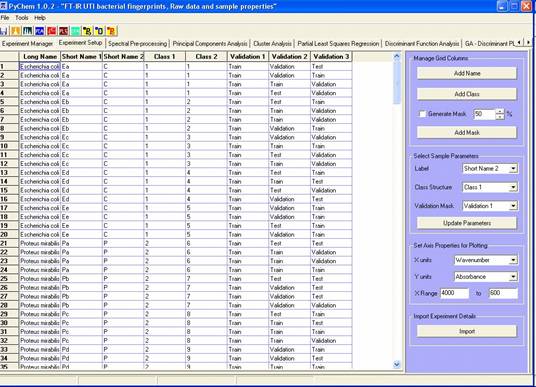 PyChem 1.0.2 - "FT-IR UTI bacterial fingerprints, Raw data and sample properties"
File Tools Help
Experiment Manager Experiment Setup Spectral Pre-processing Principal Components Analysis Cluster Analysis Partial Least Squares Regression Discriminant Function Analysis GA - Discriminant
Long Name Short Name 1 Short Name 2 Class 1 Class 2 Validation 1 Validation 2 Validation 3
1 Escherichia coli Ea C 1 1 Train Validation Test
2 Escherichia coli Ea C 1 1 Train Validation Train
3 Escherichia coli Ea C 1 1 Train Train Validation
4 Escherichia coli Ea C 1 1 Train Test Validation
5 Escherichia coli Eb C 1 2 Train Validation Test
6 Escherichia coli Eb C 1 2 Train Train Validation
7 Escherichia coli Eb C 1 2 Train Train Train
8 Escherichia coli Eb C 1 2 Train Validation Train
9 Escherichia coli Ec C 1 3 Train Train Validation
10 Escherichia coli Ec C 1 3 Train Train Train
11 Escherichia coli Ec C 1 3 Train Train Validation
12 Escherichia coli Ec C 1 3 Train Validation Train
13 Escherichia coli Ed C 1 4 Train Train Test
14 Escherichia coli Ed C 1 4 Train Test Train
15 Escherichia coli Ed C 1 4 Train Test Validation
16 Escherichia coli Ed C 1 4 Train Validation Train
17 Escherichia coli Ee C 1 5 Train Validation Train
18 Escherichia coli Ee C 1 5 Train Validation Train
19 Escherichia coli Ee C 1 5 Train Train Validation
20 Escherichia coli Ee C 1 5 Train Validation Train
21 Proteus mirabilis Pa P 2 6 Train Test Test
22 Proteus mirabilis Pa P 2 6 Train Validation Train
23 Proteus mirabilis Pa P 2 6 Train Train Validation
24 Proteus mirabilis Pa P 2 6 Train Train Validation
25 Proteus mirabilis Pb P 2 7 Train Test Test
26 Proteus mirabilis Pb P 2 7 Train Train Validation
27 Proteus mirabilis Pb P 2 7 Train Validation Test
28 Proteus mirabilis Pb P 2 7 Train Validation Train
29 Proteus mirabilis Pc P 2 8 Train Test Train
30 Proteus mirabilis Pc P 2 8 Train Train Train
31 Proteus mirabilis Pc P 2 8 Train Train Validation
32 Proteus mirabilis Pc P 2 8 Train Validation Train
33 Proteus mirabilis Pd P 2 9 Train Train Train
34 Proteus mirabilis Pd P 2 9 Train Validation Test
35 Proteus mirabilis Pd P 2 9 Train Train Validation
Manage Grid Columns
Add Name
Add Class
Generate Mask 50 %
Add Mask
Select Sample Parameters
Label Short Name 2
Class Structure Class 1
Validation Mask Validation 1
Update Parameters
Set Axis Properties for Plotting
X units Wavenumber
Y units Absorbance
X Range 4000 to 600
Import Experiment Details
Import